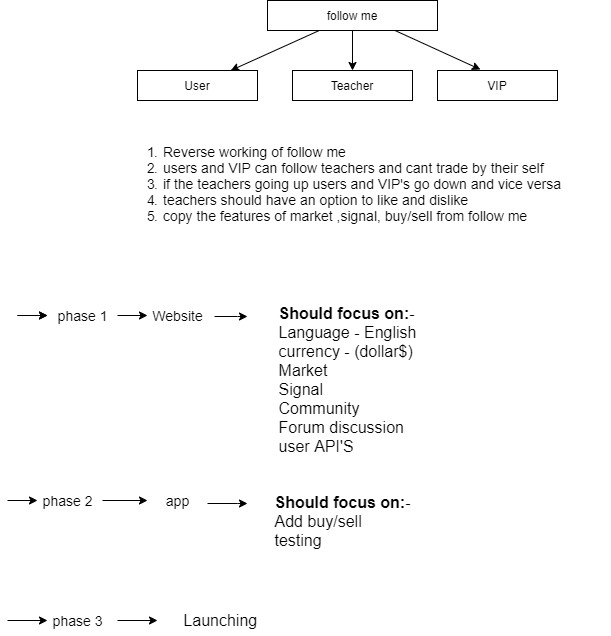 follow me
User
Teacher
VIP
1. Reverse working of follow me
2. users and VIP can follow teachers and cant trade by their self
3. if the teachers going up users and VIP's go down and vice versa
4. teachers should have an option to like and dislike
5. copy the features of market ,signal, buy/sell from follow me
phase 1
Website
Should focus on:-
Language - English
currency - (dollar$)
Market
Signal
Community
Forum discussion
user API'S
phase 2
app
Should focus on:-
Add buy/sell
testing
phase 3
Launching